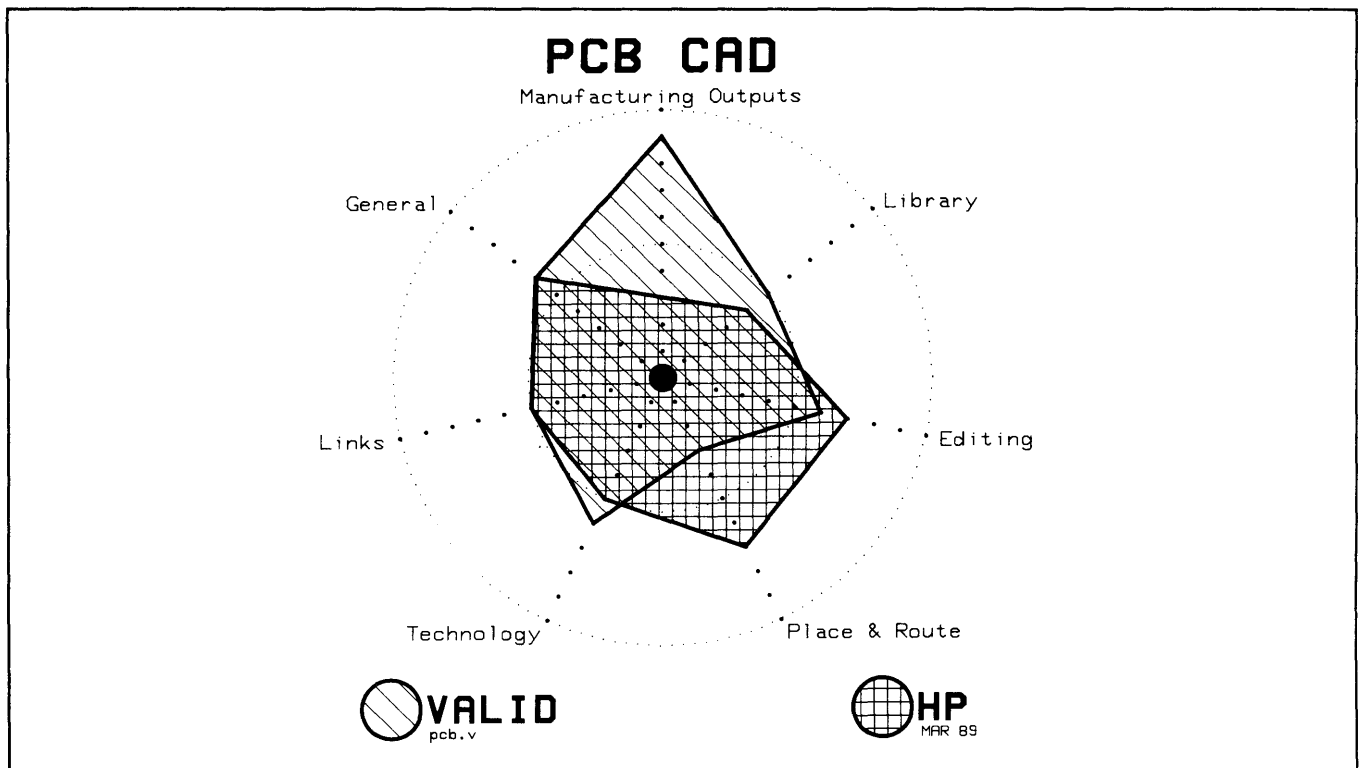 PCB CAD
Manufacturing Outputs
General
Library
Links
Editing
Technology
Place & Route
VALID
pcb.v
HP
MAR 89